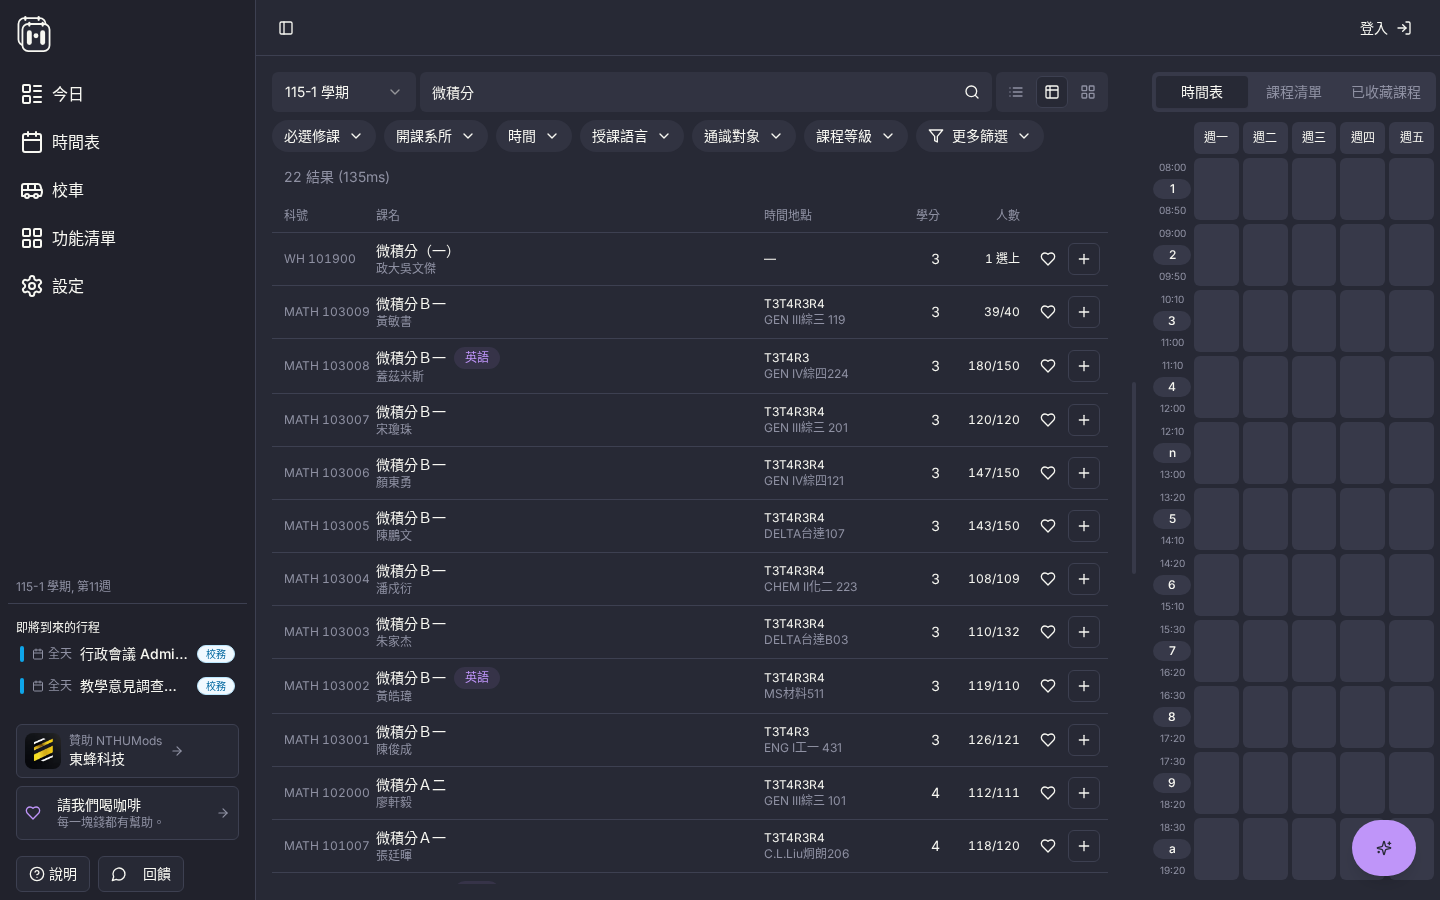 今日
時間表
校車
功能清單
設定
115-1 學期, 第11週
即將到來的行程
全天 行政會議 Admi... 校務
全天 教學意見調查... 校務
贊助 NTHUMods
東蜂科技
請我們喝咖啡
每一塊錢都有幫助。
說明 回饋
登入
115-1 學期 微積分
必選修課 開課系所 時間 授課語言 通識對象 課程等級 更多篩選
22 結果 (135ms)
科號 課名 時間地點 學分 人數
WH 101900 微積分（一） — 3 1 選上
政大吳文傑
MATH 103009 微積分Ｂ一 T3T4R3R4 3 39/40
黃敏書 GEN III綜三 119
MATH 103008 微積分Ｂ一 英語 T3T4R3 3 180/150
蓋茲米斯 GEN IV綜四224
MATH 103007 微積分Ｂ一 T3T4R3R4 3 120/120
宋瓊珠 GEN III綜三 201
MATH 103006 微積分Ｂ一 T3T4R3R4 3 147/150
顏東勇 GEN IV綜四121
MATH 103005 微積分Ｂ一 T3T4R3R4 3 143/150
陳鵬文 DELTA台達107
MATH 103004 微積分Ｂ一 T3T4R3R4 3 108/109
潘戍衍 CHEM II化二 223
MATH 103003 微積分Ｂ一 T3T4R3R4 3 110/132
朱家杰 DELTA台達B03
MATH 103002 微積分Ｂ一 英語 T3T4R3R4 3 119/110
黃皓瑋 MS材料511
MATH 103001 微積分Ｂ一 T3T4R3 3 126/121
陳俊成 ENG I工一 431
MATH 102000 微積分Ａ二 T3T4R3R4 4 112/111
廖軒毅 GEN III綜三 101
MATH 101007 微積分Ａ一 T3T4R3R4 4 118/120
張廷暉 C.L.Liu炯朗206
時間表 課程清單 已收藏課程
週一 週二 週三 週四 週五
08:00
1
08:50
09:00
2
09:50
10:10
3
11:00
11:10
4
12:00
12:10
n
13:00
13:20
5
14:10
14:20
6
15:10
15:30
7
16:20
16:30
8
17:20
17:30
9
18:20
18:30
a
19:20